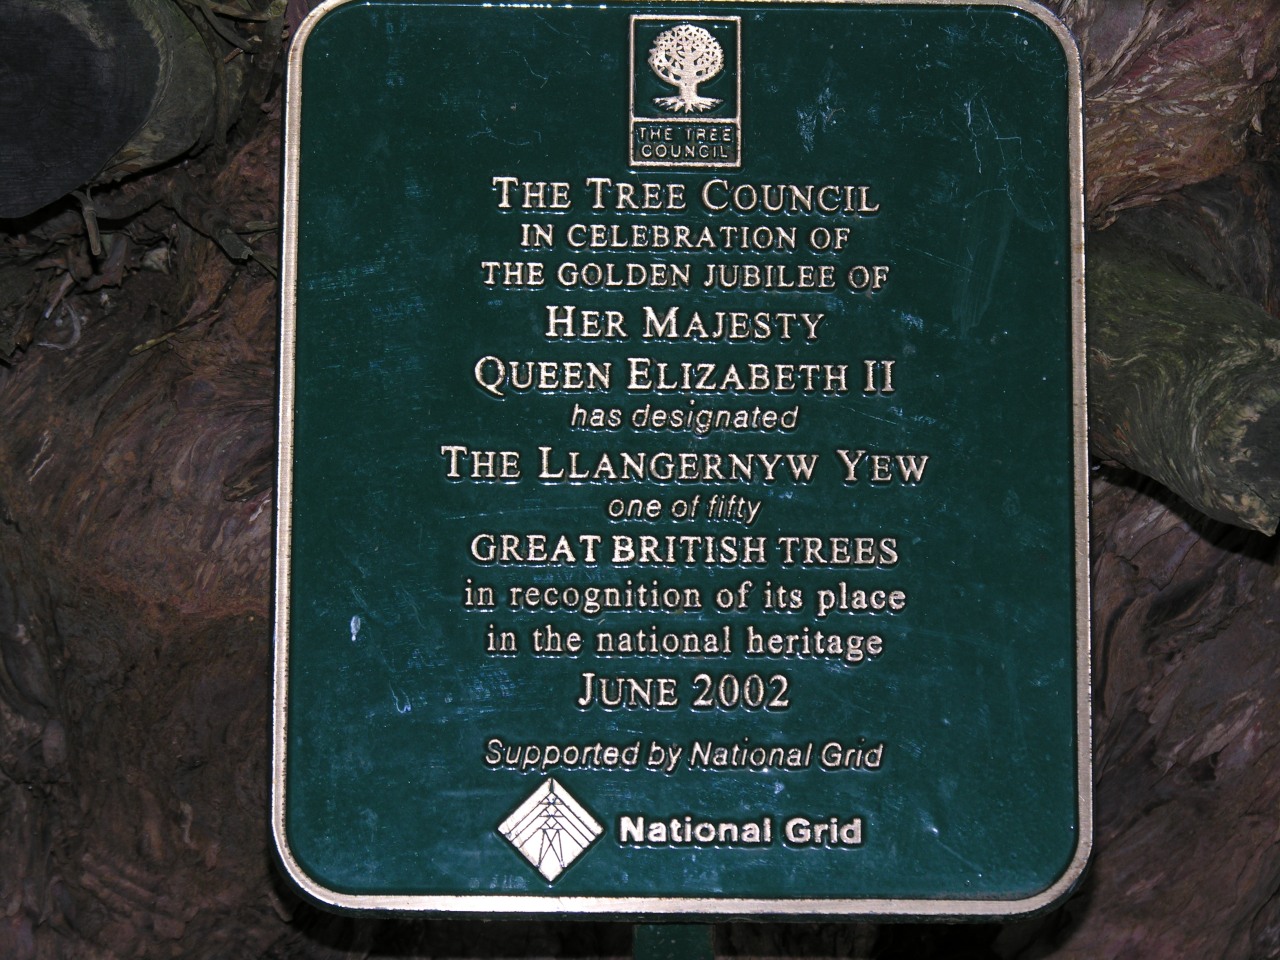 THE TREE
COUNCIL
THE TREE COUNCIL
IN CELEBRATION OF
THE GOLDEN JUBILEE OF
HER MAJESTY
QUEEN ELIZABETH II
has designated
THE LLANGERNYW YEW
one of fifty
GREAT BRITISH TREES
in recognition of its place
in the national heritage
JUNE 2002
Supported by National Grid
National Grid